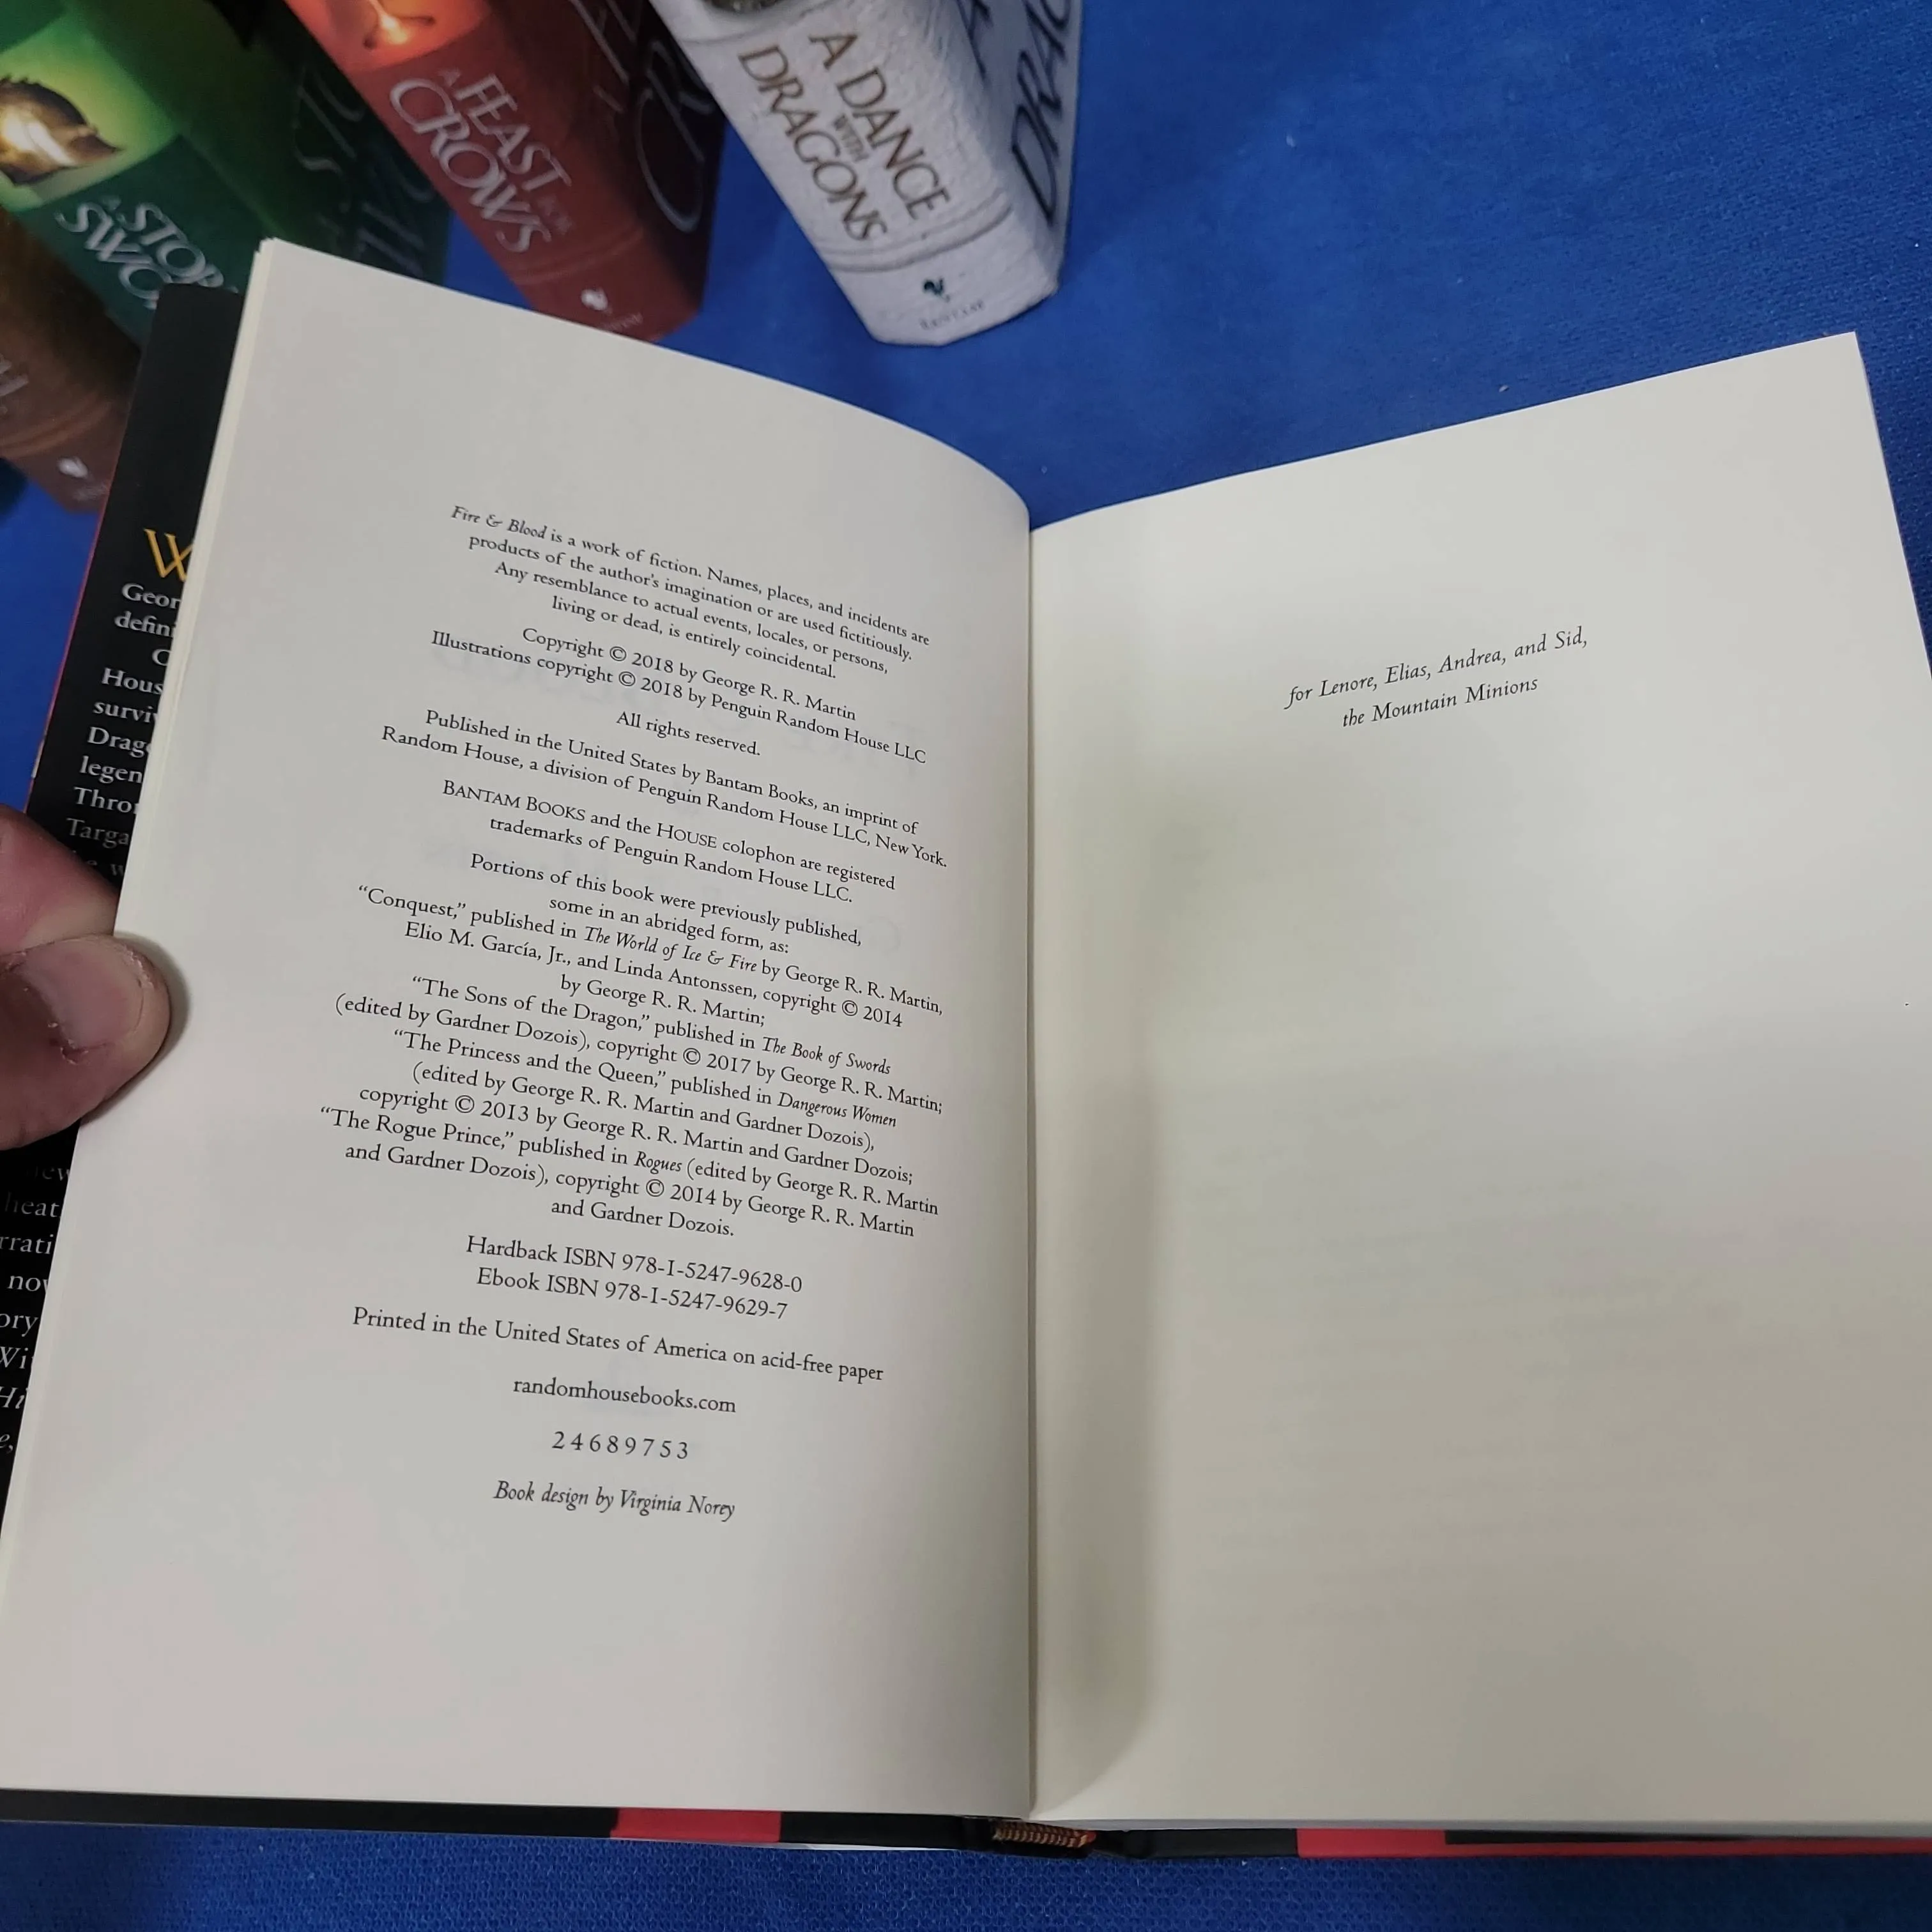 A DANCE
WITH
DRAGONS
BANTAM
A
FEAST
FOR
CROWS
A
Fire & Blood is a work of fiction. Names, places, and incidents are
products of the author's imagination or are used fictitiously.
Any resemblance to actual events, locales, or persons,
living or dead, is entirely coincidental.
Copyright © 2018 by George R. R. Martin
Illustrations copyright © 2018 by Penguin Random House LLC
All rights reserved.
Published in the United States by Bantam Books, an imprint of
Random House, a division of Penguin Random House LLC, New York.
BANTAM BOOKS and the HOUSE colophon are registered
trademarks of Penguin Random House LLC.
Portions of this book were previously published,
some in an abridged form, as:
“Conquest,” published in The World of Ice & Fire by George R. R. Martin,
Elio M. García, Jr., and Linda Antonssen, copyright © 2014
by George R. R. Martin;
“The Sons of the Dragon,” published in The Book of Swords
(edited by Gardner Dozois), copyright © 2017 by George R. R. Martin;
“The Princess and the Queen,” published in Dangerous Women
(edited by George R. R. Martin and Gardner Dozois),
copyright © 2013 by George R. R. Martin and Gardner Dozois;
“The Rogue Prince,” published in Rogues (edited by George R. R. Martin
and Gardner Dozois), copyright © 2014 by George R. R. Martin
and Gardner Dozois.
Hardback ISBN 978-1-5247-9628-0
Ebook ISBN 978-1-5247-9629-7
Printed in the United States of America on acid-free paper
randomhousebooks.com
2 4 6 8 9 7 5 3
Book design by Virginia Norey
for Lenore, Elias, Andrea, and Sid,
the Mountain Minions